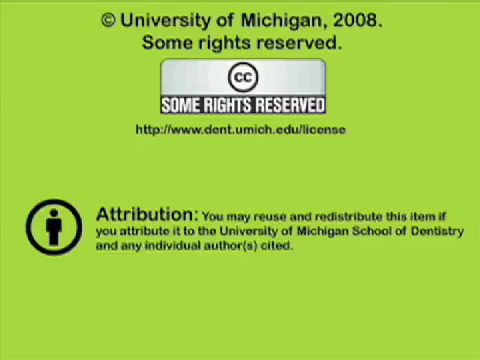 © University of Michigan, 2008.
Some rights reserved.
cc
SOME RIGHTS RESERVED
http://www.dent.umich.edu/license
Attribution: You may reuse and redistribute this item if
you attribute it to the University of Michigan School of Dentistry
and any individual author(s) cited.